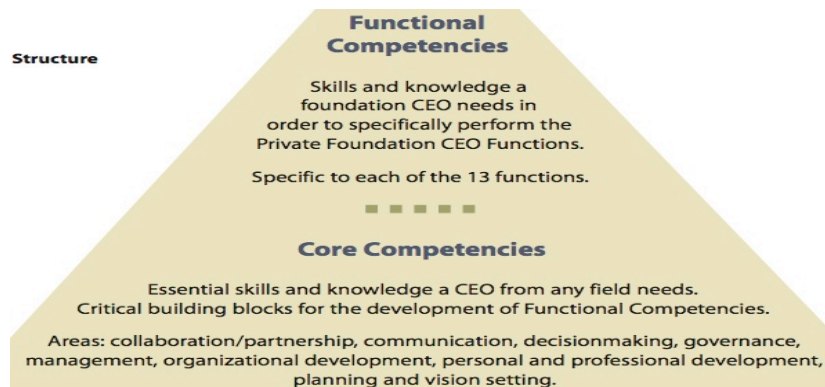 Functional
Competencies
Structure
Skills and knowledge a
foundation CEO needs in
order to specifically perform the
Private Foundation CEO Functions.
Specific to each of the 13 functions.
Core Competencies
Essential skills and knowledge a CEO from any field needs.
Critical building blocks for the development of Functional Competencies.
Areas: collaboration/partnership, communication, decisionmaking, governance,
management, organizational development, personal and professional development,
planning and vision setting.